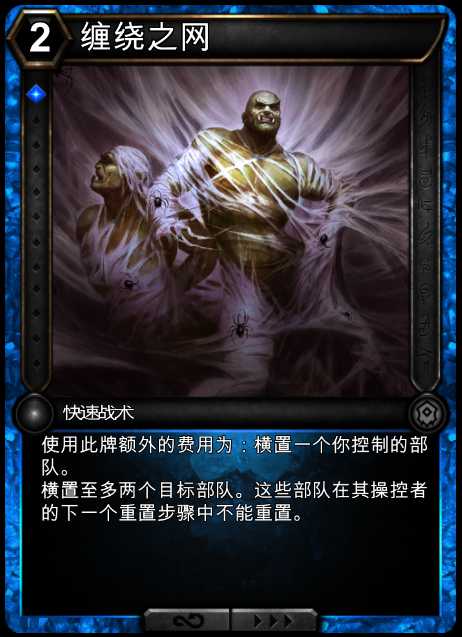 2
缠绕之网
快速战术
使用此牌额外的费用为：横置一个你控制的部
队。
横置至多两个目标部队。这些部队在其操控者
的下一个重置步骤中不能重置。